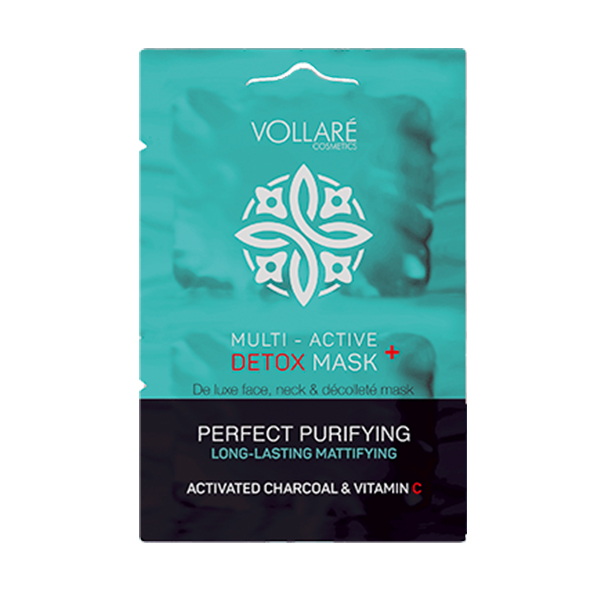 VOLLARÉ
COSMETICS
MULTI - ACTIVE
DETOX MASK +
De luxe face, neck & décolleté mask
PERFECT PURIFYING
LONG-LASTING MATTIFYING
ACTIVATED CHARCOAL & VITAMIN C